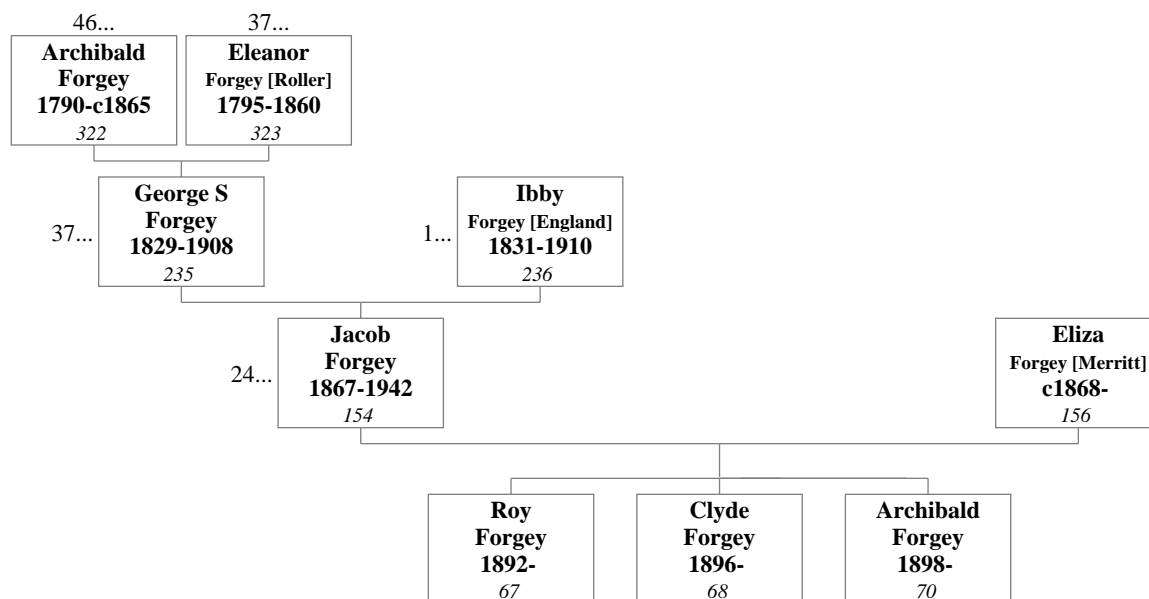 46...
Archibald
Forgey
1790-c1865
322
37...
Eleanor
Forgey [Roller]
1795-1860
323
37...
George S
Forgey
1829-1908
235
1...
Ibby
Forgey [England]
1831-1910
236
24...
Jacob
Forgey
1867-1942
154
Eliza
Forgey [Merritt]
c1868-
156
Roy
Forgey
1892-
67
Clyde
Forgey
1896-
68
Archibald
Forgey
1898-
70